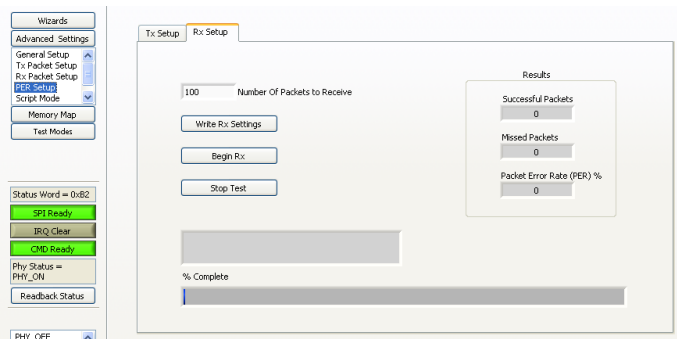 Wizards
Advanced Settings
General Setup
Tx Packet Setup
Rx Packet Setup
PER Setup
Script Mode
Memory Map
Test Modes
Status Word = 0xB2
SPI Ready
IRQ Clear
CMD Ready
Phy Status =
PHY_ON
Readback Status
PHY_OFF
Tx Setup
Rx Setup
100
Number Of Packets to Receive
Write Rx Settings
Begin Rx
Stop Test
% Complete
Results
Successful Packets
0
Missed Packets
0
Packet Error Rate (PER) %
0